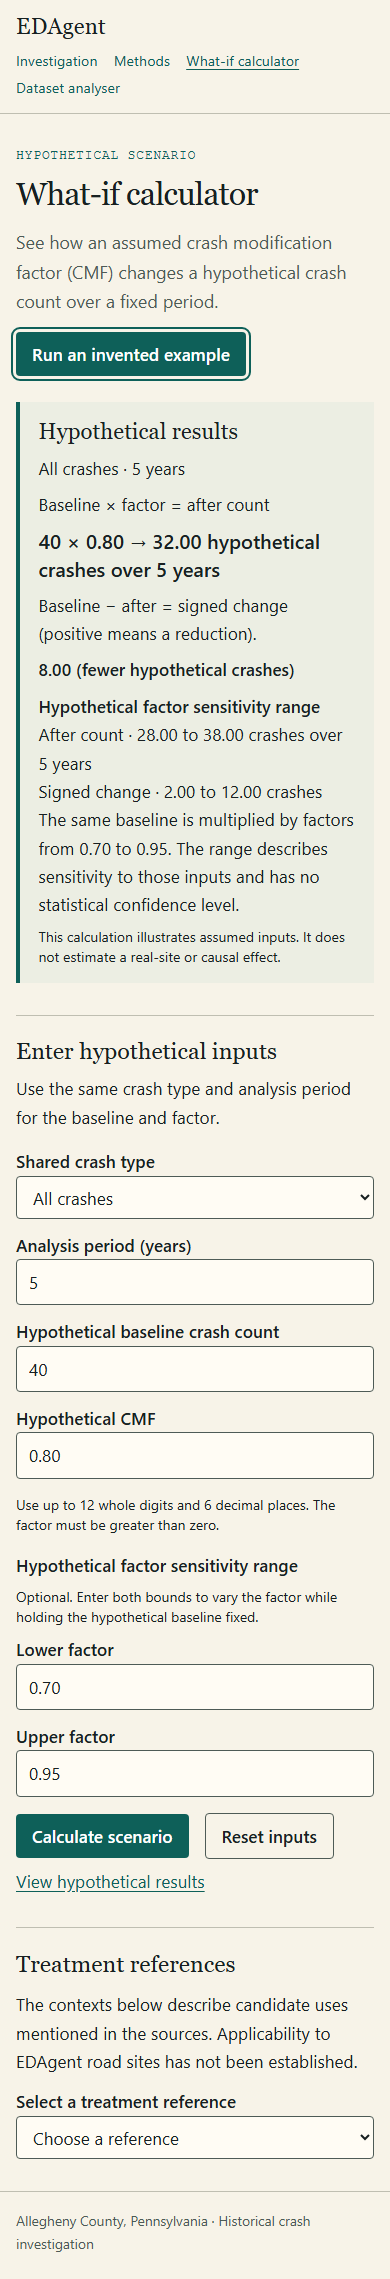 EDAgent
Investigation Methods What-if calculator
Dataset analyser
HYPOTHETICAL SCENARIO
What-if calculator
See how an assumed crash modification
factor (CMF) changes a hypothetical crash
count over a fixed period.
Run an invented example
Hypothetical results
All crashes · 5 years
Baseline × factor = after count
40 × 0.80 → 32.00 hypothetical
crashes over 5 years
Baseline − after = signed change
(positive means a reduction).
8.00 (fewer hypothetical crashes)
Hypothetical factor sensitivity range
After count · 28.00 to 38.00 crashes over
5 years
Signed change · 2.00 to 12.00 crashes
The same baseline is multiplied by factors
from 0.70 to 0.95. The range describes
sensitivity to those inputs and has no
statistical confidence level.
This calculation illustrates assumed inputs. It does
not estimate a real-site or causal effect.
Enter hypothetical inputs
Use the same crash type and analysis period
for the baseline and factor.
Shared crash type
All crashes
Analysis period (years)
5
Hypothetical baseline crash count
40
Hypothetical CMF
0.80
Use up to 12 whole digits and 6 decimal places. The
factor must be greater than zero.
Hypothetical factor sensitivity range
Optional. Enter both bounds to vary the factor while
holding the hypothetical baseline fixed.
Lower factor
0.70
Upper factor
0.95
Calculate scenario Reset inputs
View hypothetical results
Treatment references
The contexts below describe candidate uses
mentioned in the sources. Applicability to
EDAgent road sites has not been established.
Select a treatment reference
Choose a reference
Allegheny County, Pennsylvania · Historical crash
investigation